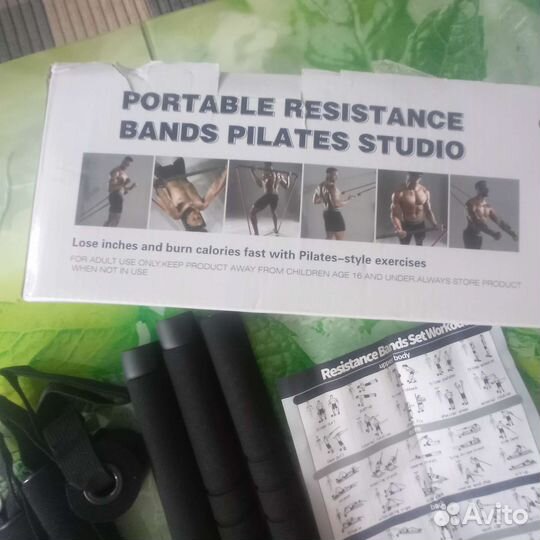 PORTABLE RESISTANCE
BANDS PILATES STUDIO
Lose inches and burn calories fast with Pilates-style exercises
FOR ADULT USE ONLY.KEEP PRODUCT AWAY FROM CHILDREN AGE 16 AND UNDER.ALWAYS STORE PRODUCT
WHEN NOT IN USE
Resistance Bands Set Workou
upper body
Avito